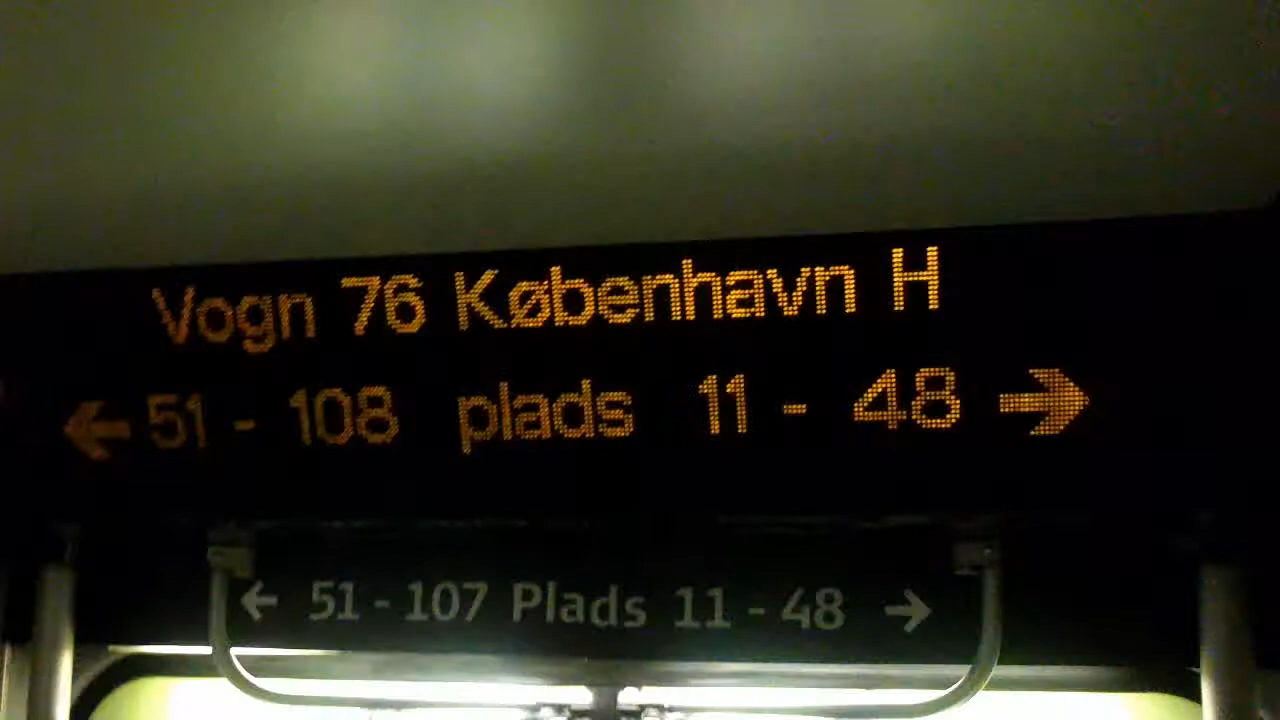 Vogn 76 København H
← 51 - 108 plads 11 - 48 →
← 51 - 107 Plads 11 - 48 →